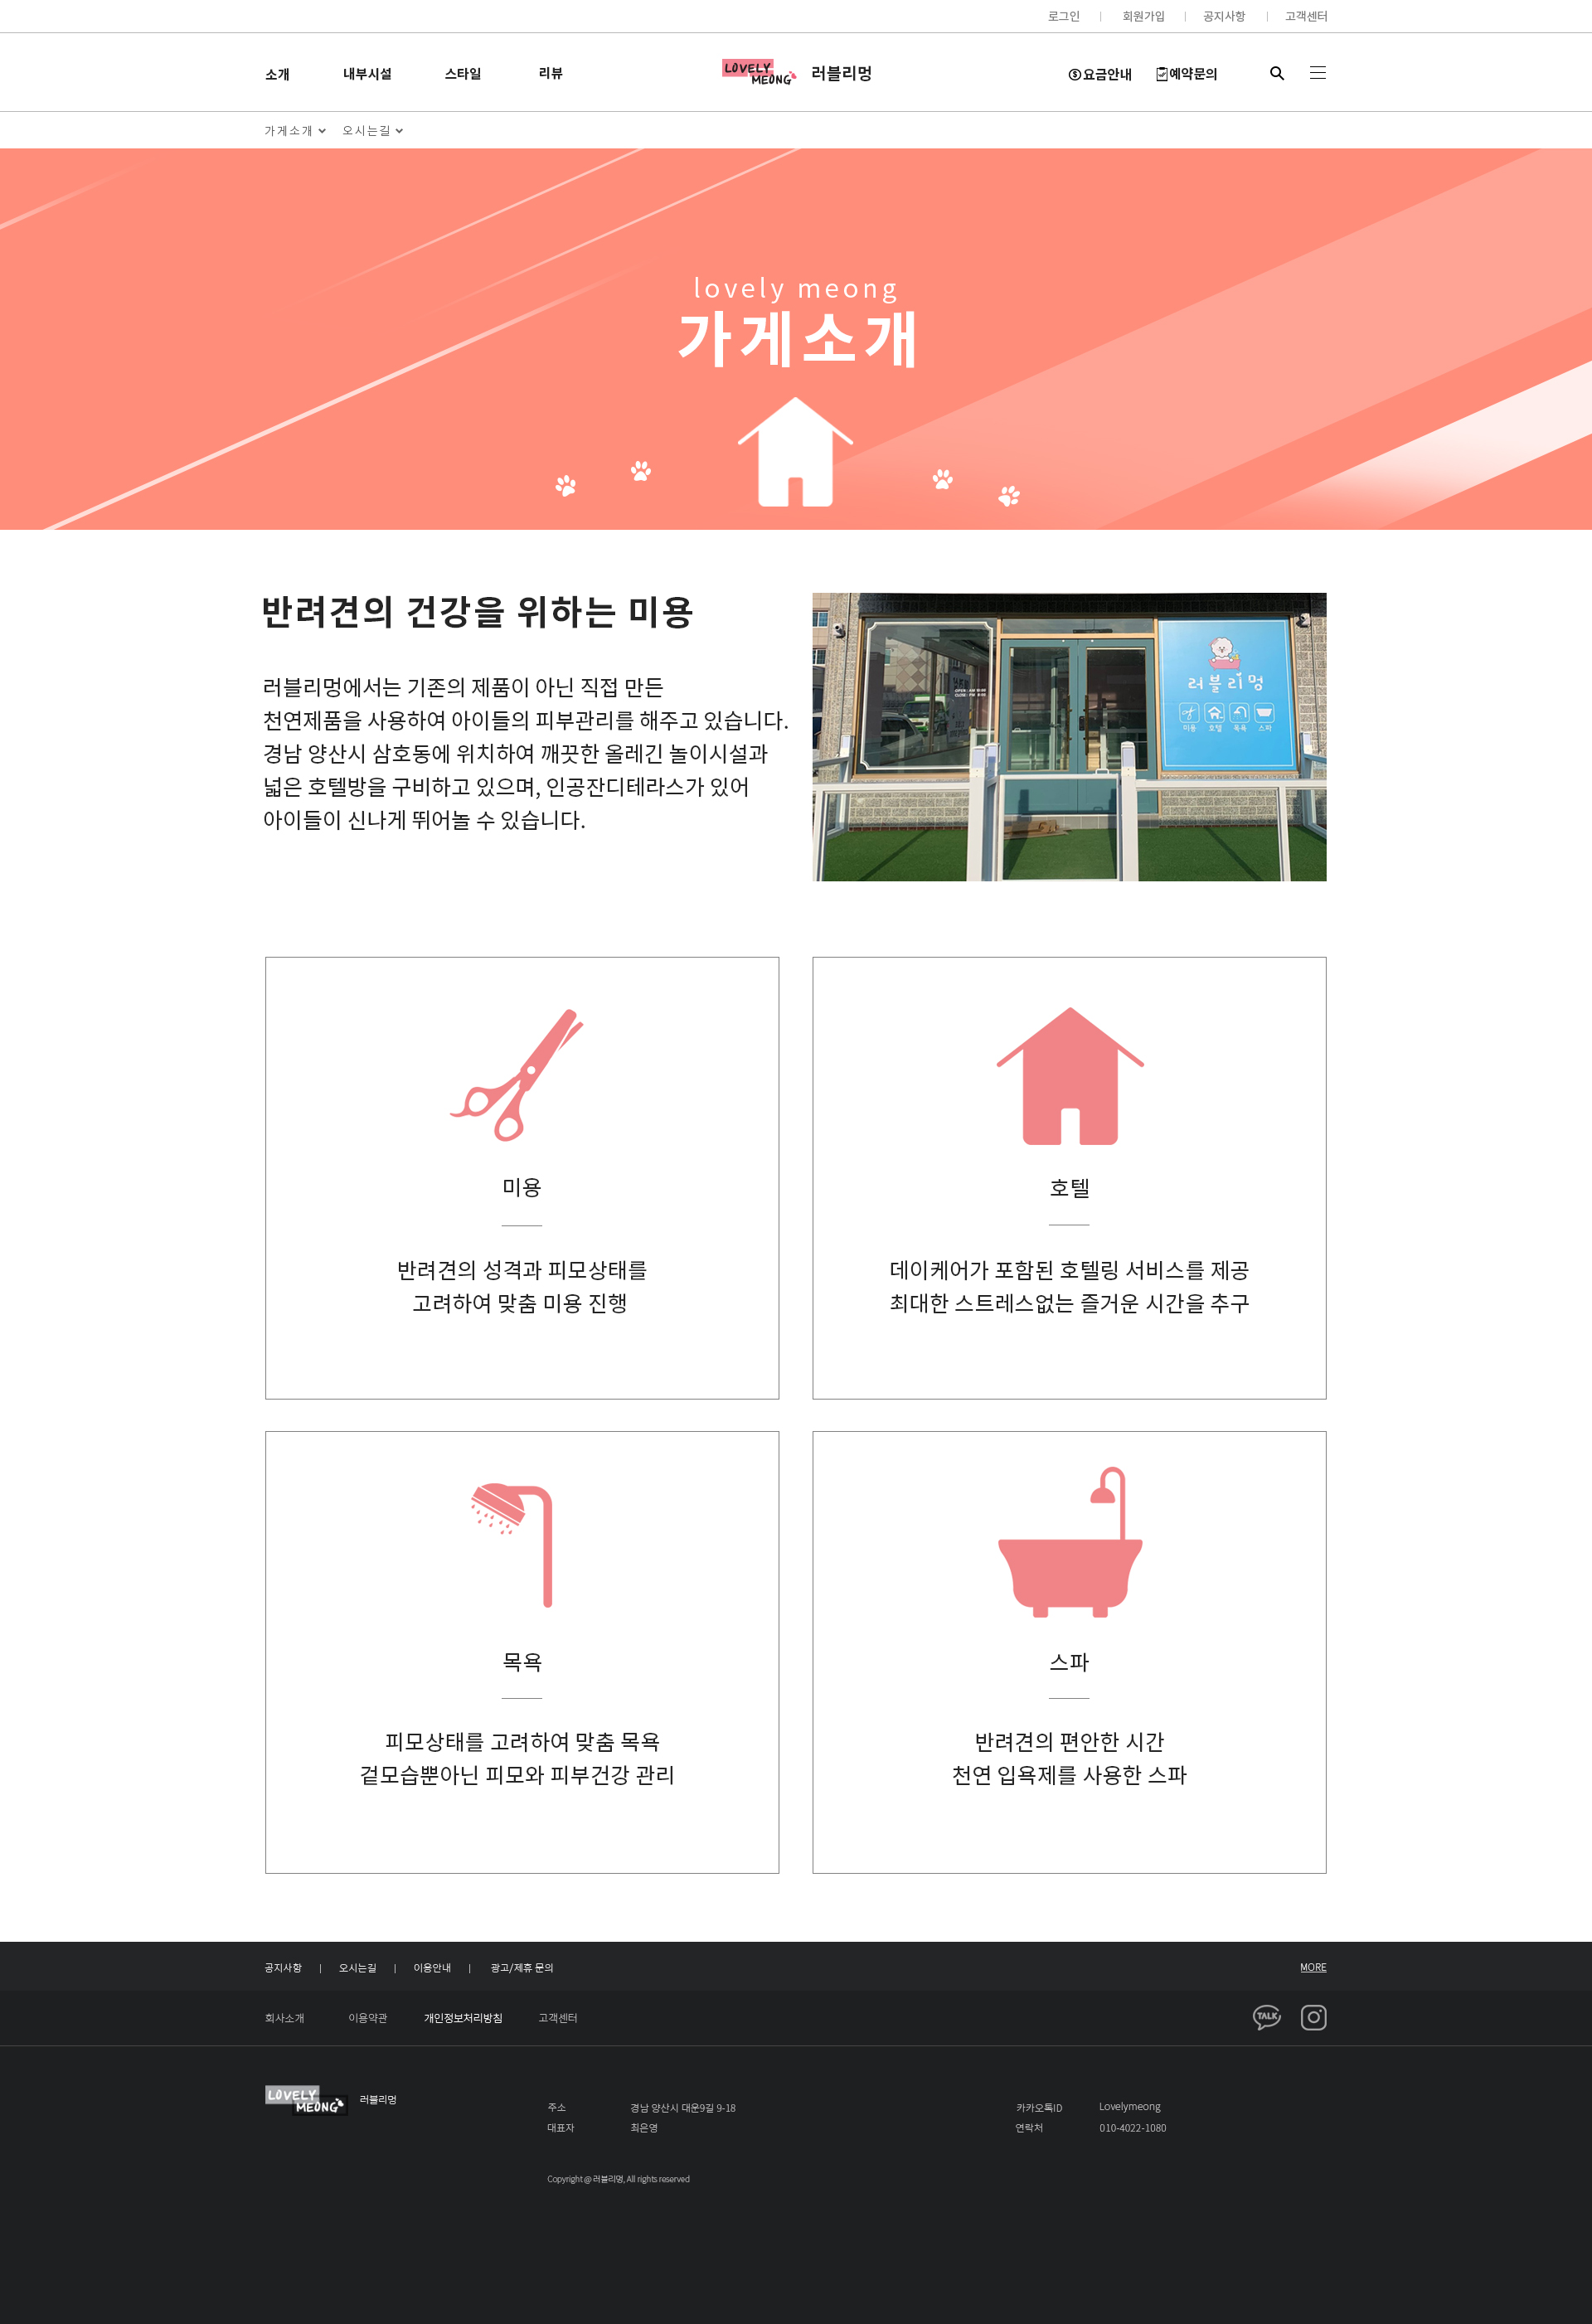 로그인 | 회원가입 | 공지사항 | 고객센터
소개 내부시설 스타일 리뷰 LOVELY MEONG 러블리멍 요금안내 예약문의
가게소개 오시는길
lovely meong
가게소개
반려견의 건강을 위하는 미용
러블리멍에서는 기존의 제품이 아닌 직접 만든
천연제품을 사용하여 아이들의 피부관리를 해주고 있습니다.
경남 양산시 삼호동에 위치하여 깨끗한 올레긴 놀이시설과
넓은 호텔방을 구비하고 있으며, 인공잔디테라스가 있어
아이들이 신나게 뛰어놀 수 있습니다.
러블리멍
미용 호텔 목욕 스파
미용
반려견의 성격과 피모상태를
고려하여 맞춤 미용 진행
호텔
데이케어가 포함된 호텔링 서비스를 제공
최대한 스트레스없는 즐거운 시간을 추구
목욕
피모상태를 고려하여 맞춤 목욕
겉모습뿐아닌 피모와 피부건강 관리
스파
반려견의 편안한 시간
천연 입욕제를 사용한 스파
공지사항 | 오시는길 | 이용안내 | 광고/제휴 문의 MORE
회사소개 이용약관 개인정보처리방침 고객센터 TALK
LOVELY MEONG 러블리멍
주소 경남 양산시 대운9길 9-18 카카오톡ID Lovelymeong
대표자 최은영 연락처 010-4022-1080
Copyright @ 러블리멍, All rights reserved